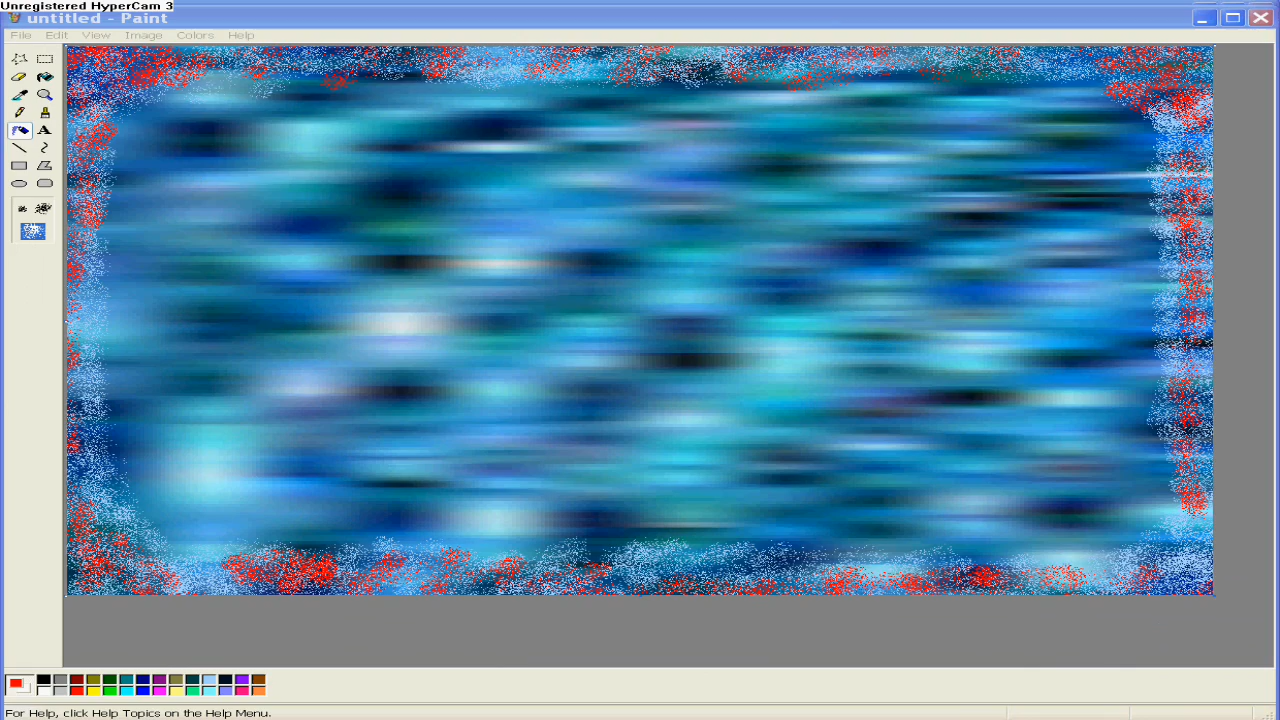 Unregistered HyperCam 3
untitled - Paint
File Edit View Image Colors Help
A
For Help, click Help Topics on the Help Menu.